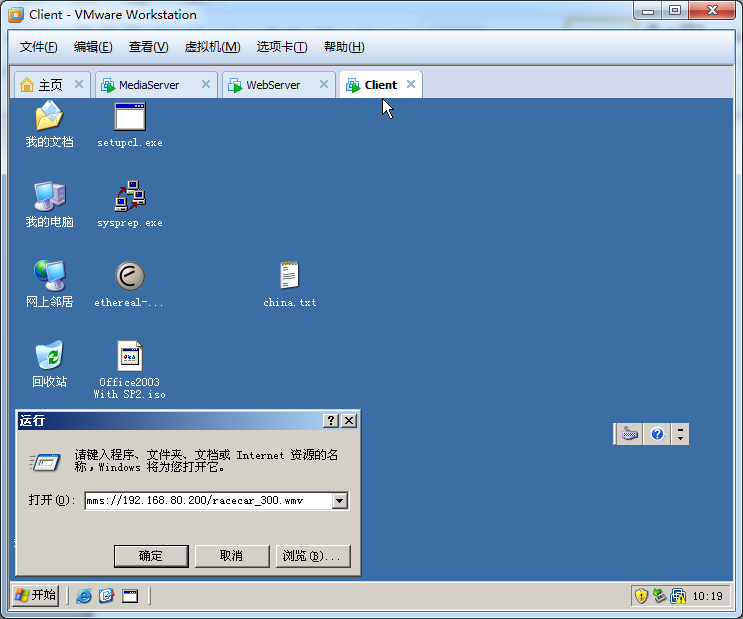 Client - VMware Workstation
文件(F) 编辑(E) 查看(V) 虚拟机(M) 选项卡(T) 帮助(H)
主页 MediaServer WebServer Client
我的文档 setupcl.exe
我的电脑 sysprep.exe
网上邻居 ethereal-... china.txt
回收站 Office2003
With SP2.iso
运行
请键入程序、文件夹、文档或 Internet 资源的名
称，Windows 将为您打开它。
打开(O): mms://192.168.80.200/racecar_300.wmv
确定 取消 浏览(B)...
开始 10:19